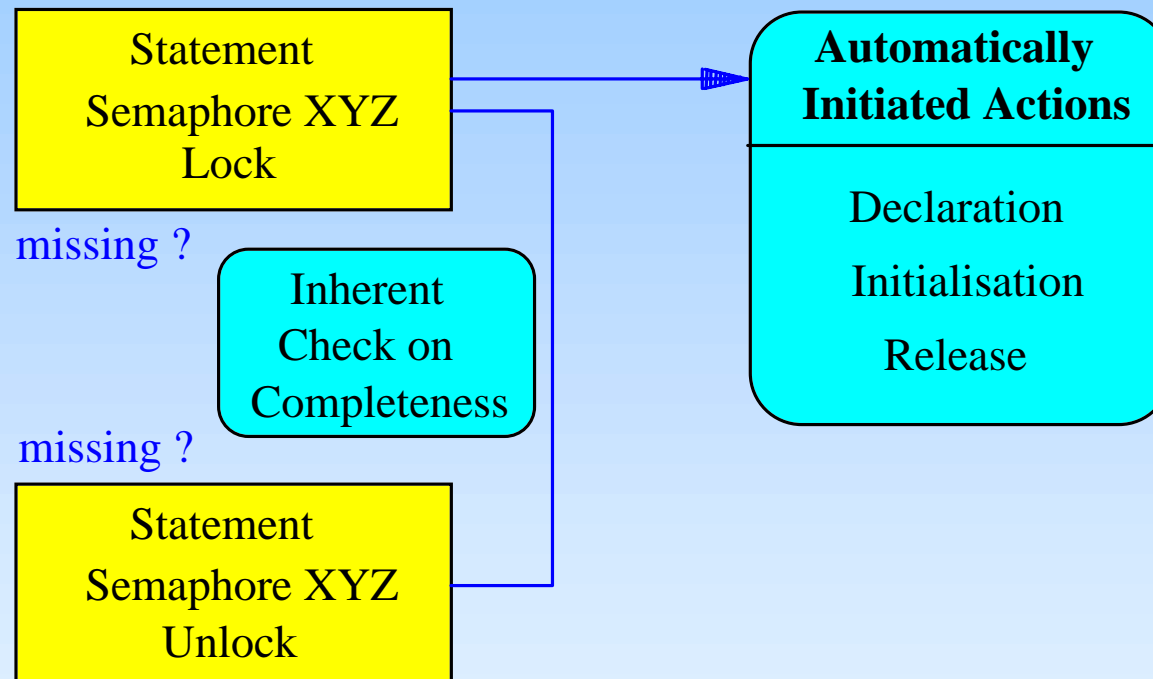 Statement
Semaphore XYZ
Lock
missing ?
Inherent
Check on
Completeness
missing ?
Statement
Semaphore XYZ
Unlock
Automatically
Initiated Actions
Declaration
Initialisation
Release